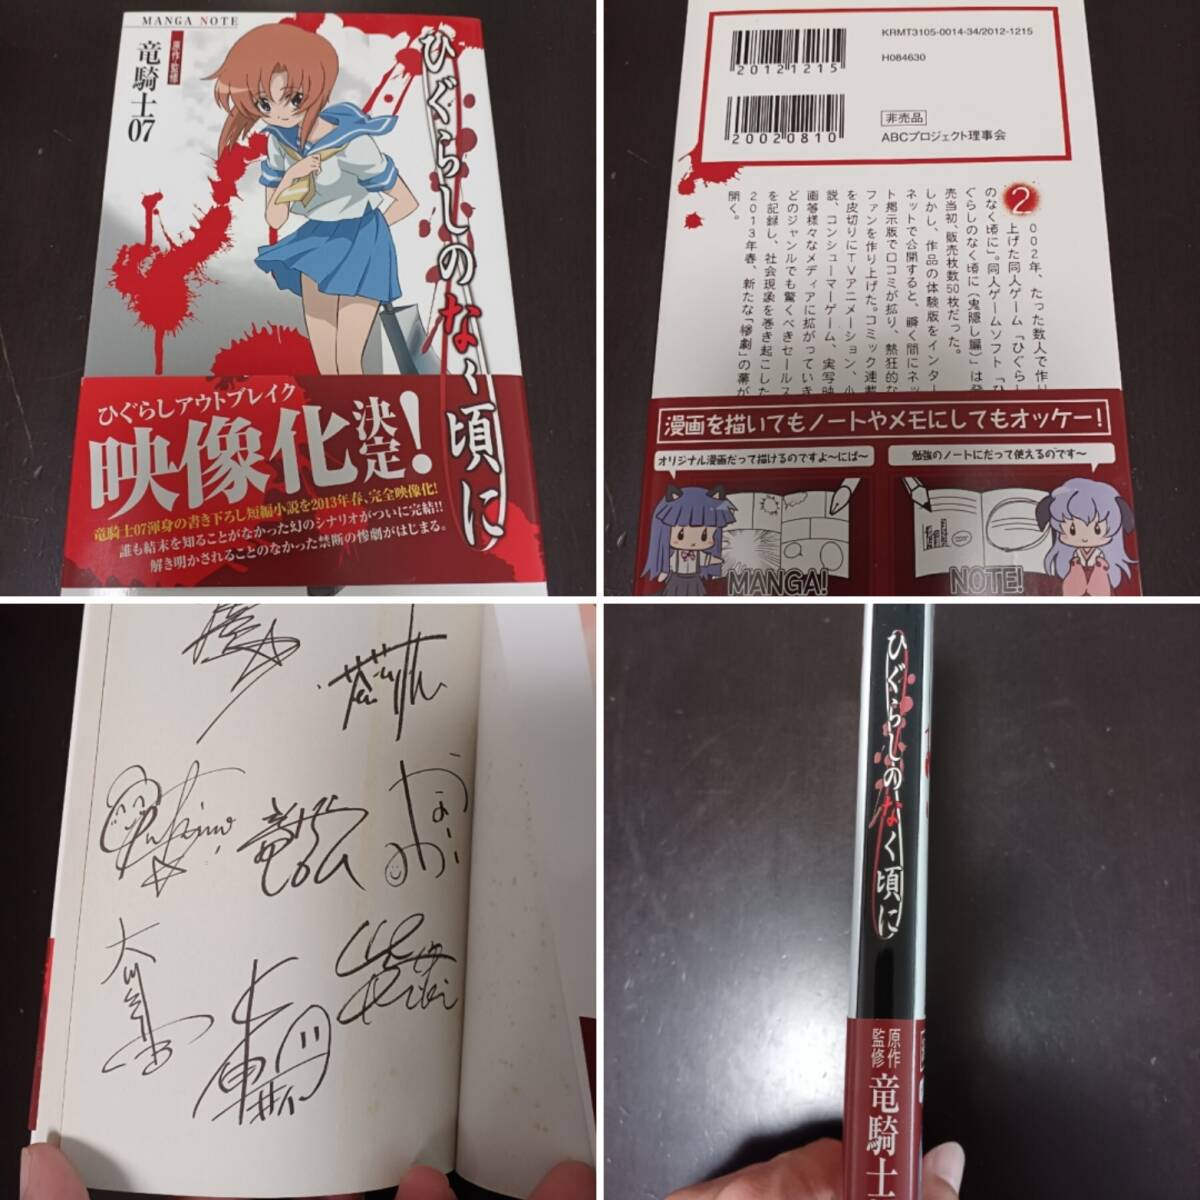 MANGA NOTE
ひぐらしのなく頃に
原作・監修
竜騎士07
ひぐらしアウトブレイク
映像化決定!
竜騎士07渾身の書き下ろし短編小説を2013年春、完全映像化!
誰も結末を知ることがなかった幻のシナリオがついに完結!!
解き明かされることのなかった禁断の惨劇がはじまる。
KRMT3105-0014-34/2012-1215
20121215
H084630
20020810
非売品
ABCプロジェクト理事会
2002年、たった数人で作り
上げた同人ゲーム「ひぐらし
のなく頃に」。同人ゲームソフト「ひ
ぐらしのなく頃に(鬼隠し編)」は発
売当初、販売枚数50枚だった。
しかし、作品の体験版をインター
ネットで公開すると、瞬く間にネッ
ト掲示版で口コミが拡り、熱狂的な
ファンを作り上げた。コミック連載
を皮切りにTVアニメーション、小
説、コンシューマーゲーム、実写映
画等様々なメディアに拡がっていき
どのジャンルでも驚くべきセールス
を記録し、社会現象を巻き起こした
2013年春、新たな「惨劇」の幕が
開く。
漫画を描いてもノートやメモにしてもオッケー!
オリジナル漫画だって描けるのですよ〜にぱ〜
勉強のノートにだって使えるのです〜
MANGA!
NOTE!
竜騎士07
ひぐらしのなく頃に
原作
監修
竜騎士